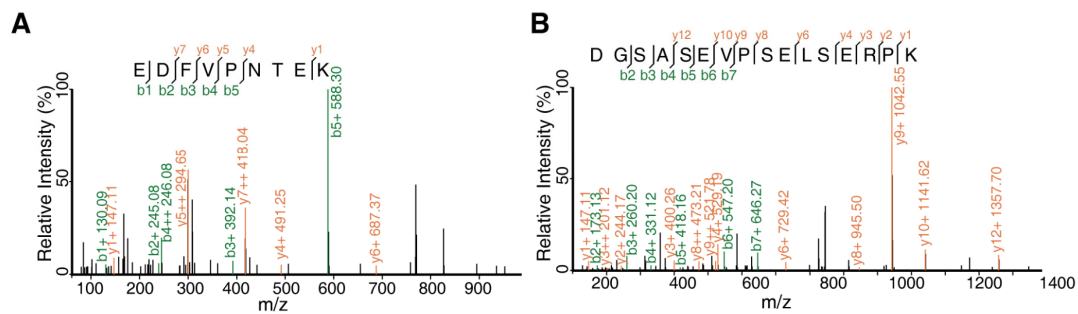 A
y7 y6 y5 y4 y1
E D F V P N T E K
b1 b2 b3 b4 b5
Relative Intensity (%)
100
50
0
b1+ 130.09
y1+ 147.11
b2+ 245.08
b4++ 246.08
y5++ 294.65
b3+ 392.14
y7++ 418.04
y4+ 491.25
b5+ 588.30
y6+ 687.37
100 200 300 400 500 600 700 800 900
m/z
B
y12 y10 y9 y8 y6 y4 y3 y2 y1
D G S A S E V P S E L S E R P K
b2 b3 b4 b5 b6 b7
Relative Intensity (%)
100
50
0
y1+ 147.11
b2+ 173.13
y3++ 201.12
y2+ 244.17
b3+ 260.20
b4+ 331.12
y3+ 400.26
b5+ 418.16
y8++ 473.21
y9++ 521.78
b6+ 547.20
b7+ 646.27
y6+ 729.42
y8+ 945.50
y9+ 1042.55
y10+ 1141.62
y12+ 1357.70
200 400 600 800 1000 1200 1400
m/z